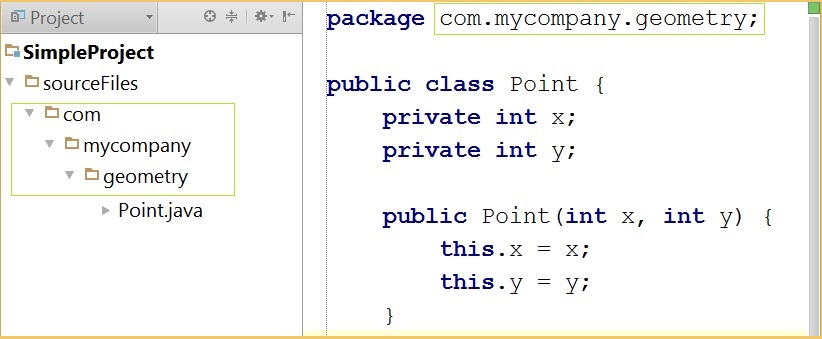 Project
SimpleProject
sourceFiles
com
mycompany
geometry
Point.java
package com.mycompany.geometry;
public class Point {
private int x;
private int y;
public Point(int x, int y) {
this.x = x;
this.y = y;
}